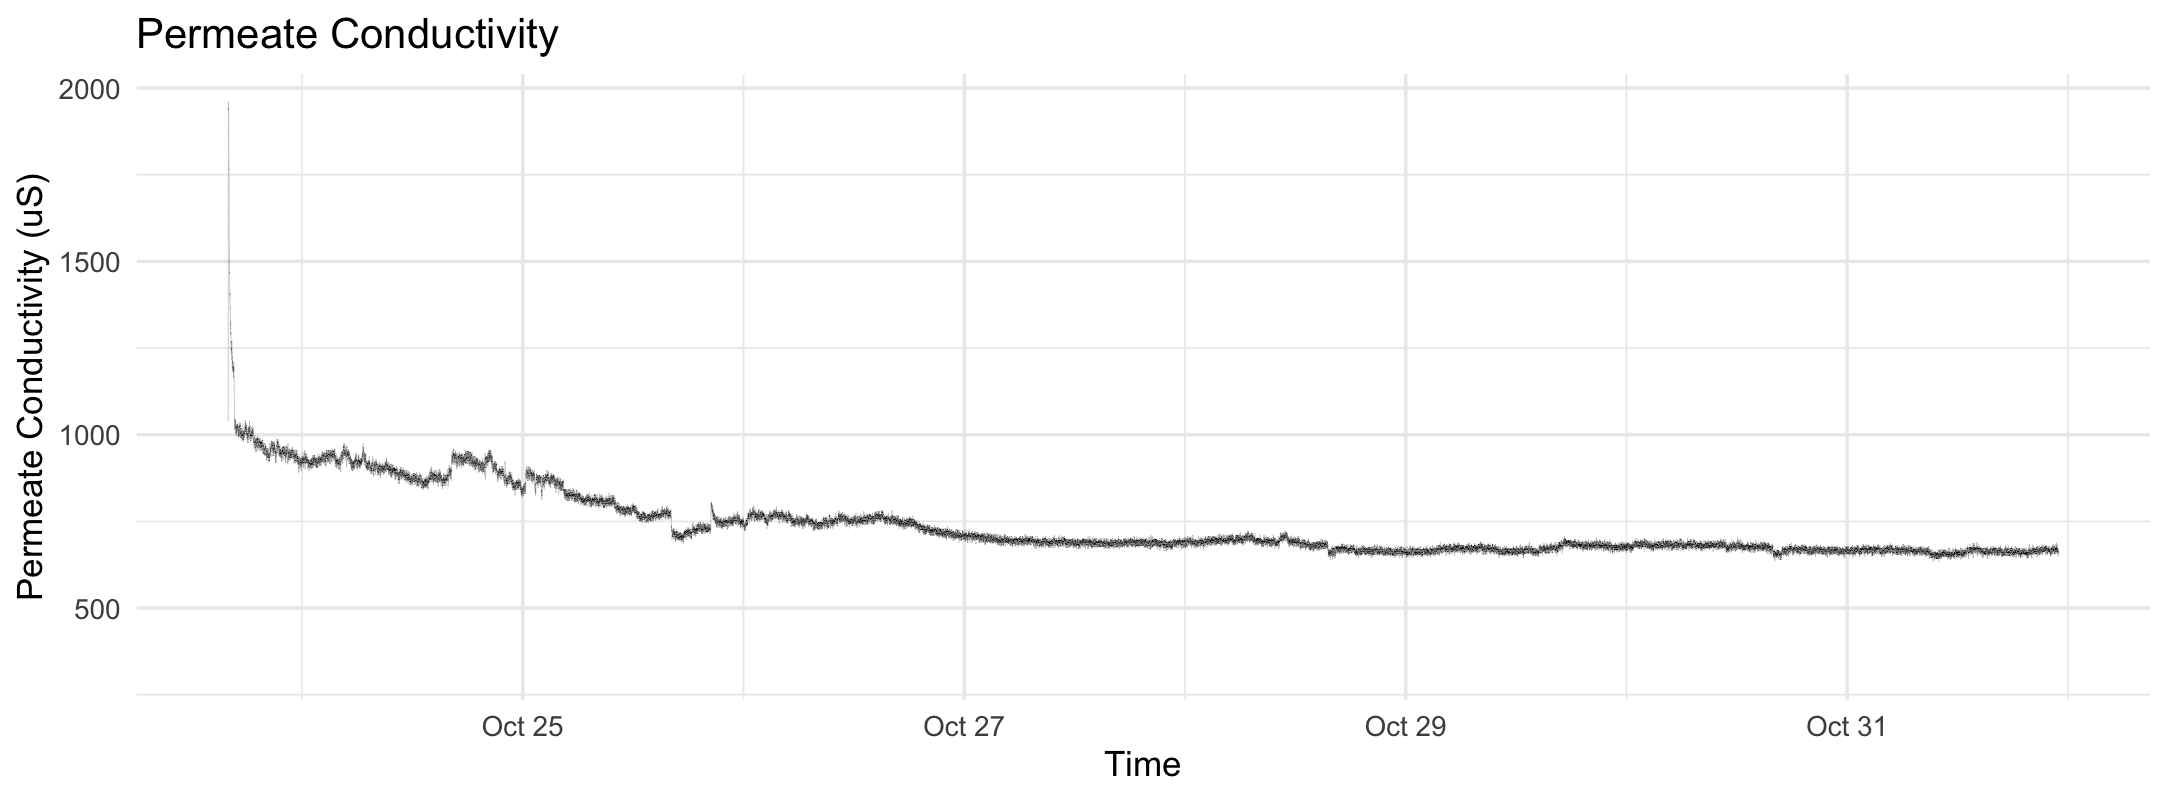 Permeate Conductivity
Permeate Conductivity (uS)
2000
1500
1000
500
Oct 25
Oct 27
Oct 29
Oct 31
Time